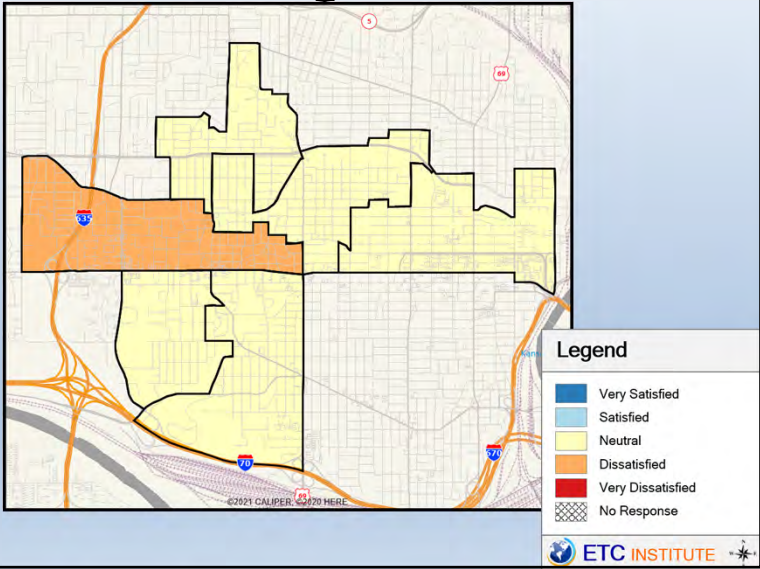 5
69
635
Legend
Very Satisfied
Satisfied
Neutral
Dissatisfied
Very Dissatisfied
No Response
70
670
69
©2021 CALIPER; ©2020 HERE
ETC INSTITUTE